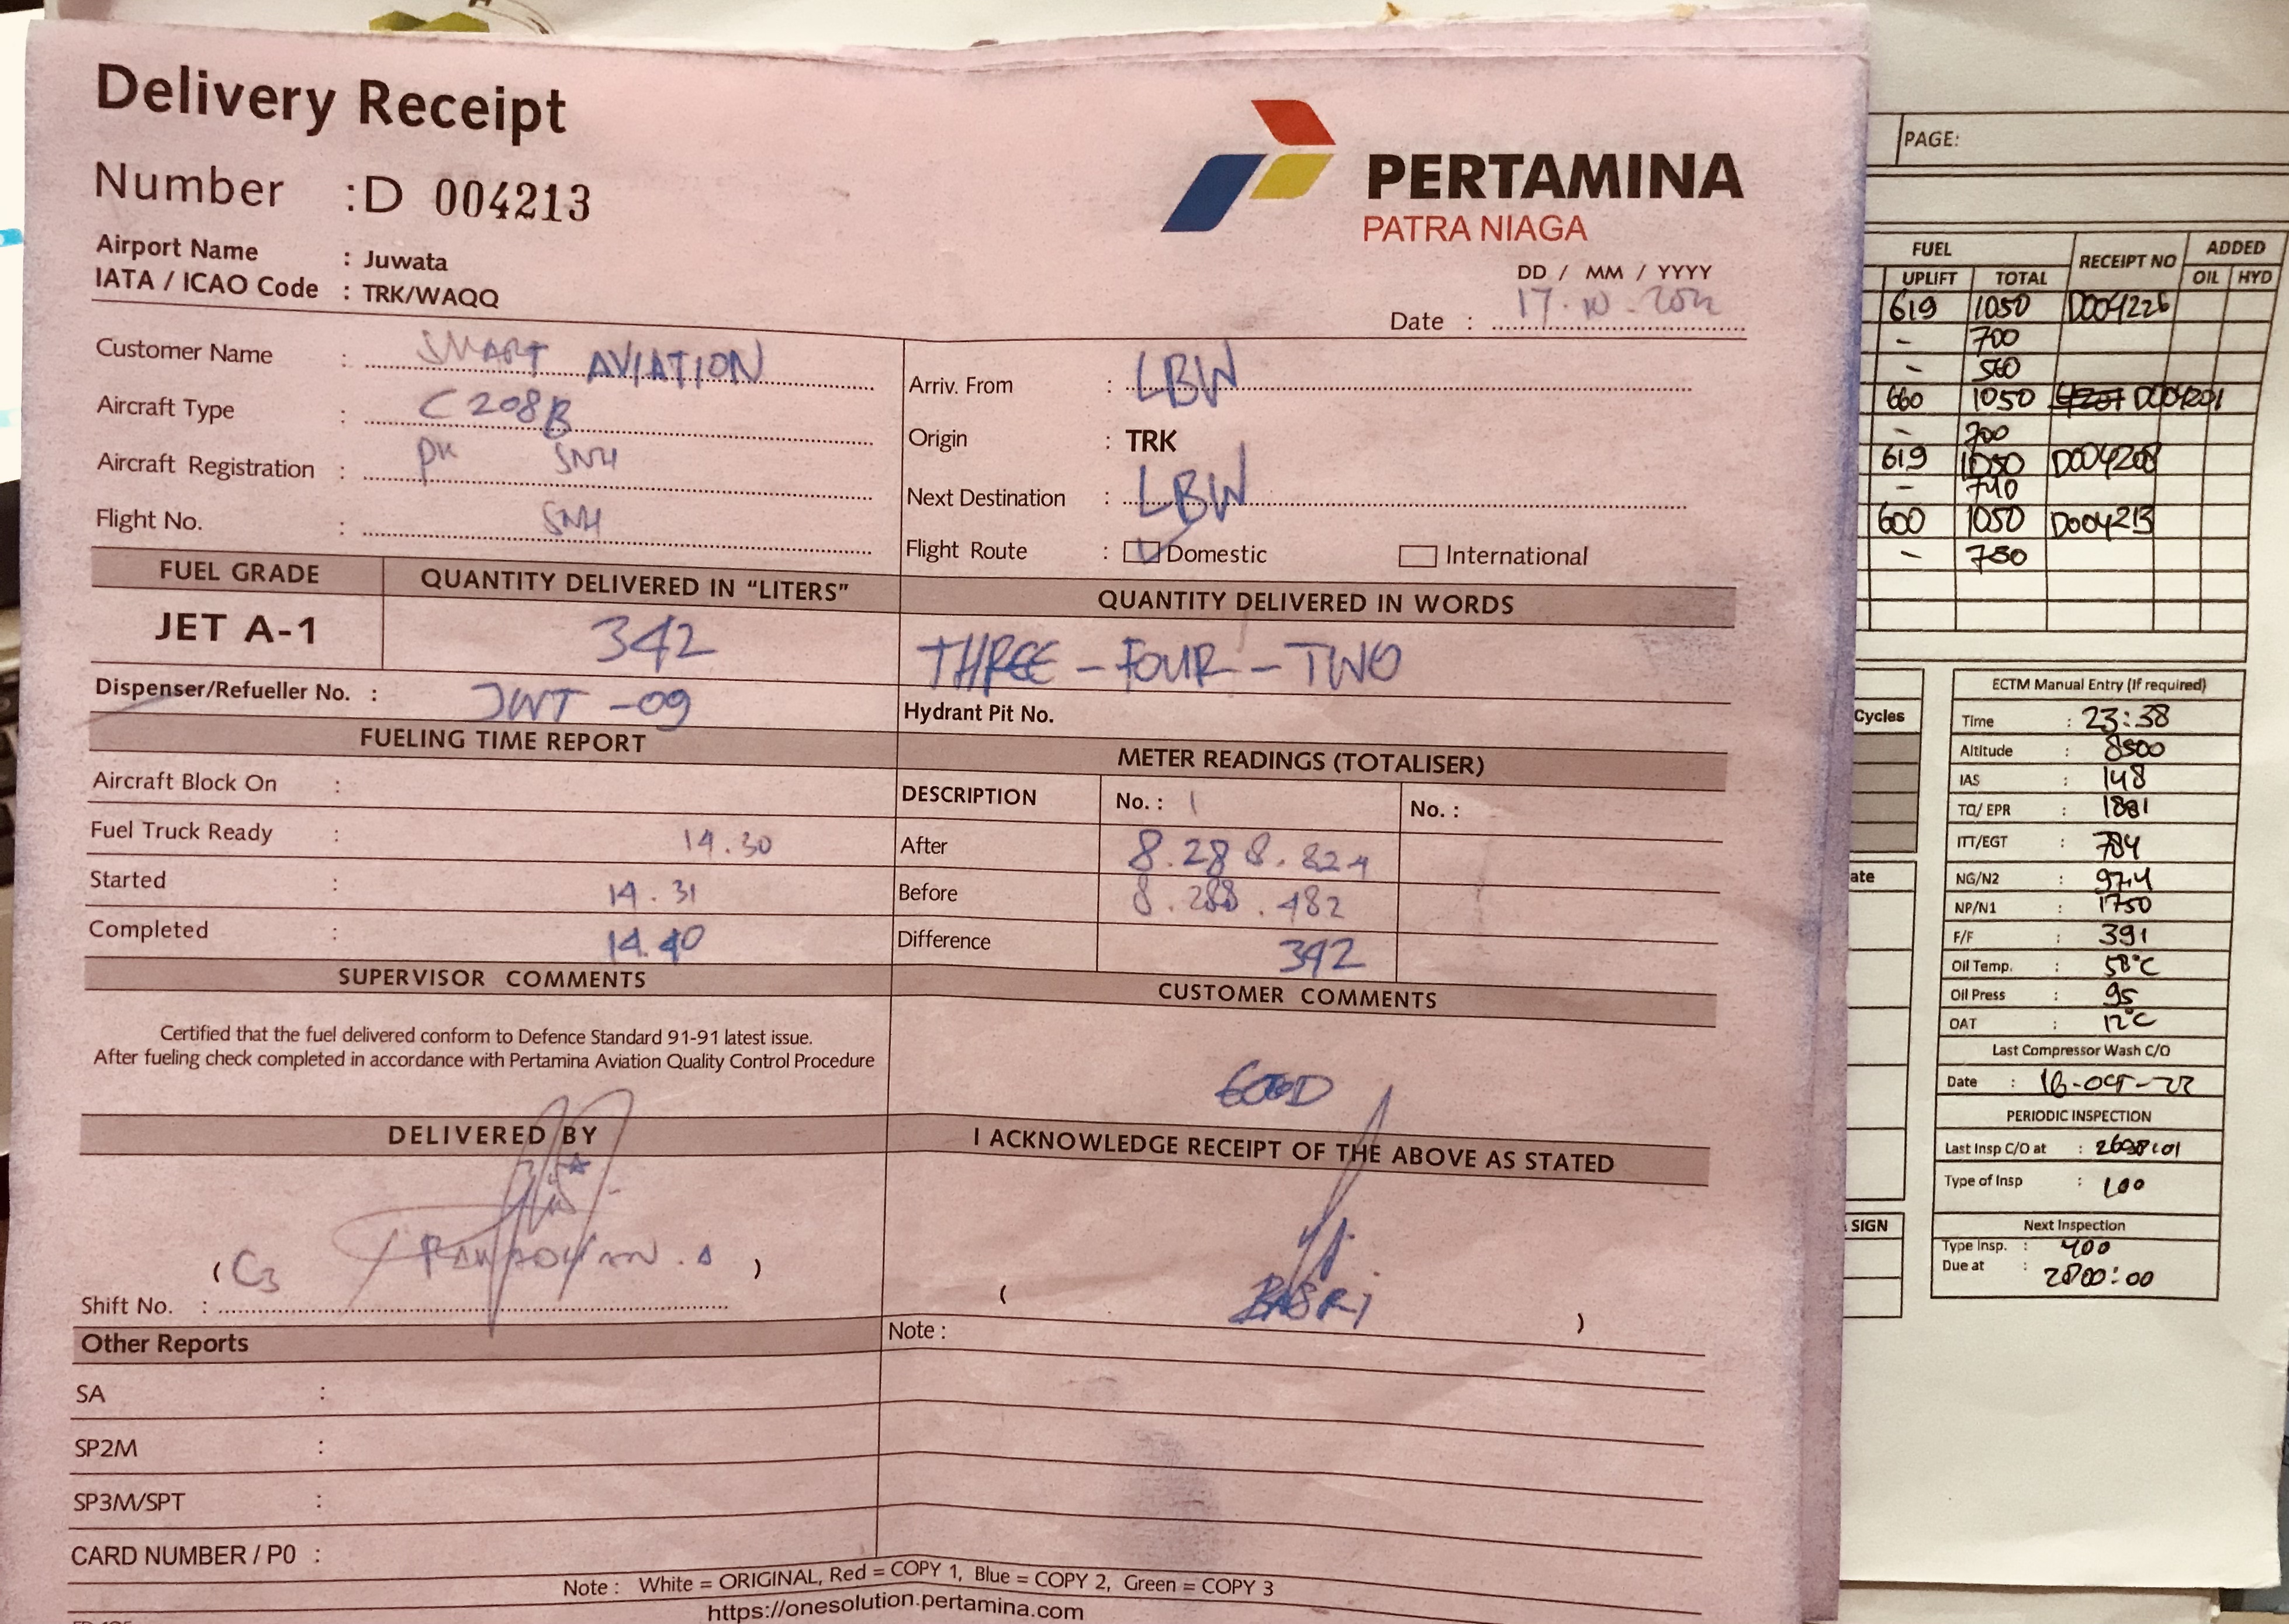 Delivery Receipt
Number : D 004213
PERTAMINA
PATRA NIAGA
Airport Name : Juwata
IATA / ICAO Code : TRK/WAQQ
DD / MM / YYYY
Date : 17.10-2022
Customer Name : SMART AVIATION
Arriv. From : LBW
Aircraft Type : C208B
Origin : TRK
Aircraft Registration : PK SNH
Next Destination : LBW
Flight No. : SNH
Flight Route : Domestic International
FUEL GRADE QUANTITY DELIVERED IN "LITERS" QUANTITY DELIVERED IN WORDS
JET A-1 342 THREE - FOUR - TWO
Dispenser/Refueller No. : JWT -09
Hydrant Pit No.
FUELING TIME REPORT METER READINGS (TOTALISER)
Aircraft Block On :
DESCRIPTION No. : 1 No. :
Fuel Truck Ready : 14.30
After 8.288.824
Started : 14.31
Before 8.288.482
Completed : 14.40
Difference 342
SUPERVISOR COMMENTS CUSTOMER COMMENTS
Certified that the fuel delivered conform to Defence Standard 91-91 latest issue.
After fueling check completed in accordance with Pertamina Aviation Quality Control Procedure
GOOD
DELIVERED BY I ACKNOWLEDGE RECEIPT OF THE ABOVE AS STATED
( C3 )
( BASRI )
Shift No. :
Other Reports Note :
SA :
SP2M :
SP3M/SPT :
CARD NUMBER / P0 :
Note : White = ORIGINAL, Red = COPY 1, Blue = COPY 2, Green = COPY 3
https://onesolution.pertamina.com
PAGE:
FUEL RECEIPT NO ADDED
UPLIFT TOTAL OIL HYD
619 1050 D004226
- 700
- 560
660 1050 D004201
- 700
619 1050 D004208
- 740
600 1050 D004213
- 750
ECTM Manual Entry (If required)
Cycles
Time : 23:38
Altitude : 8500
IAS : 148
TQ/ EPR : 1881
ITT/EGT : 784
NG/N2 : 97,4
NP/N1 : 1750
F/F : 391
Oil Temp. : 58°C
Oil Press : 95
OAT : 12°C
Last Compressor Wash C/O
Date : 16-OCT-22
PERIODIC INSPECTION
Last Insp C/O at : 2698:01
Type of Insp : 100
SIGN
Next Inspection
Type Insp. : 400
Due at : 2800:00